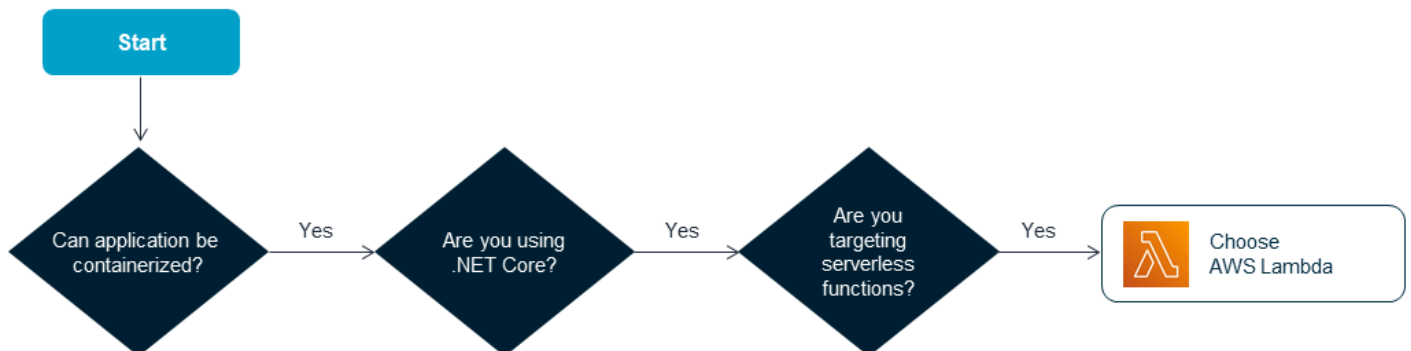 Start
Can application be
containerized?
Yes
Are you using
.NET Core?
Yes
Are you
targeting
serverless
functions?
Yes
Choose
AWS Lambda